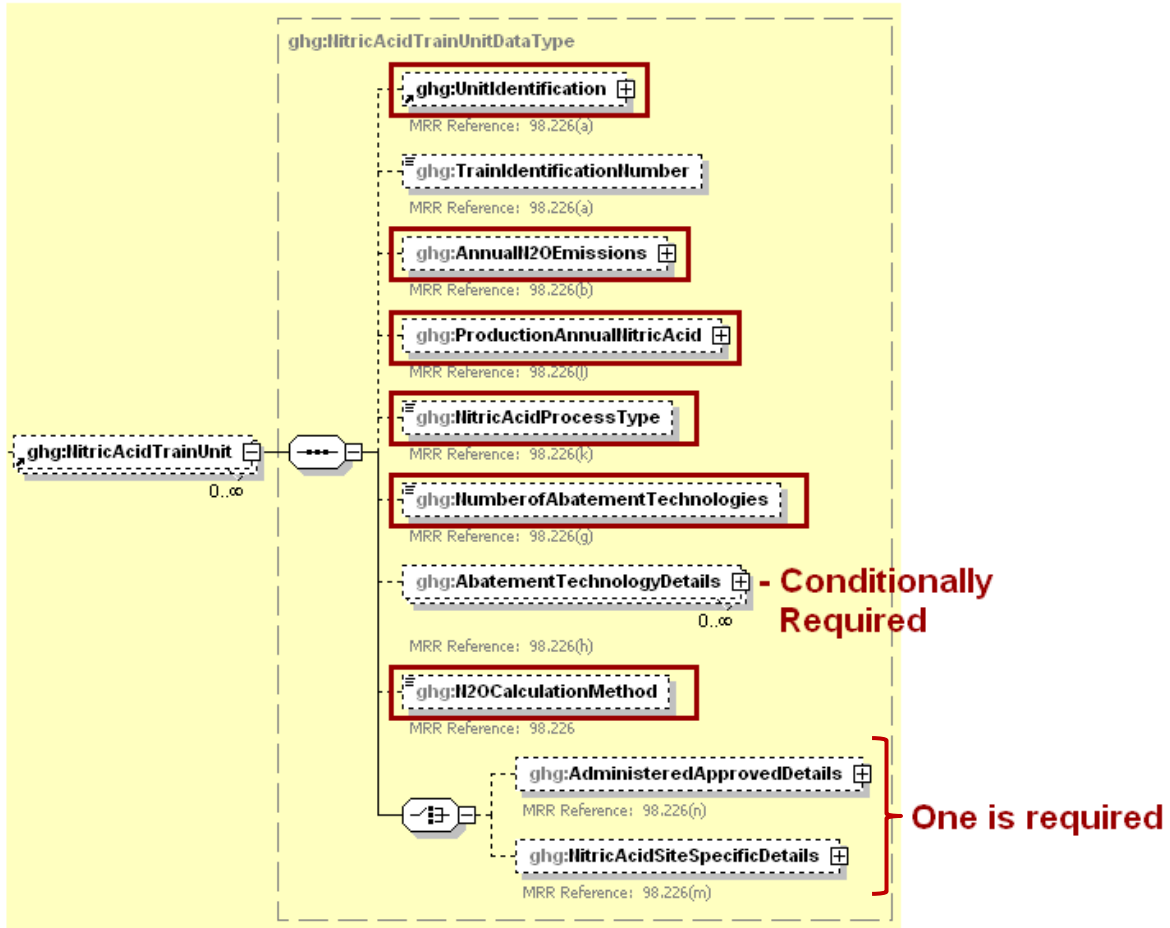 ghg:NitricAcidTrainUnitDataType
ghg:UnitIdentification
MRR Reference: 98.226(a)
ghg:TrainIdentificationNumber
MRR Reference: 98.226(a)
ghg:AnnualN2OEmissions
MRR Reference: 98.226(b)
ghg:ProductionAnnualNitricAcid
MRR Reference: 98.226(l)
ghg:NitricAcidProcessType
MRR Reference: 98.226(k)
ghg:NitricAcidTrainUnit
0..∞
ghg:NumberofAbatementTechnologies
MRR Reference: 98.226(g)
ghg:AbatementTechnologyDetails
0..∞
- Conditionally
Required
MRR Reference: 98.226(h)
ghg:N2OCalculationMethod
MRR Reference: 98.226
ghg:AdministeredApprovedDetails
MRR Reference: 98.226(n)
One is required
ghg:NitricAcidSiteSpecificDetails
MRR Reference: 98.226(m)